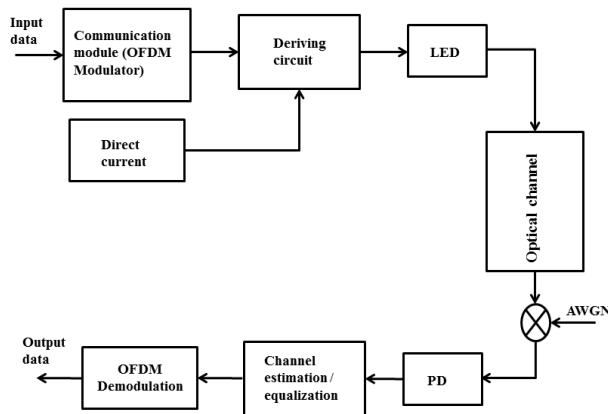 Input
data
Communication
module (OFDM
Modulator)
Deriving
circuit
LED
Direct
current
Optical channel
AWGN
Output
data
OFDM
Demodulation
Channel
estimation /
equalization
PD